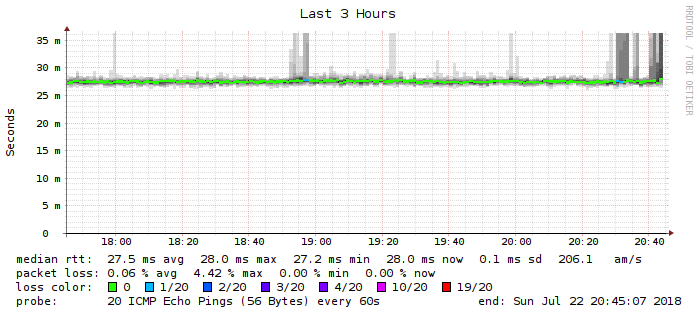 Last 3 Hours
RRDTOOL / TOBI OETIKER
Seconds
35 m
30 m
25 m
20 m
15 m
10 m
5 m
0
18:00 18:20 18:40 19:00 19:20 19:40 20:00 20:20 20:40
median rtt: 27.5 ms avg 28.0 ms max 27.2 ms min 28.0 ms now 0.1 ms sd 206.1 am/s
packet loss: 0.06 % avg 4.42 % max 0.00 % min 0.00 % now
loss color: 0 1/20 2/20 3/20 4/20 10/20 19/20
probe: 20 ICMP Echo Pings (56 Bytes) every 60s end: Sun Jul 22 20:45:07 2018